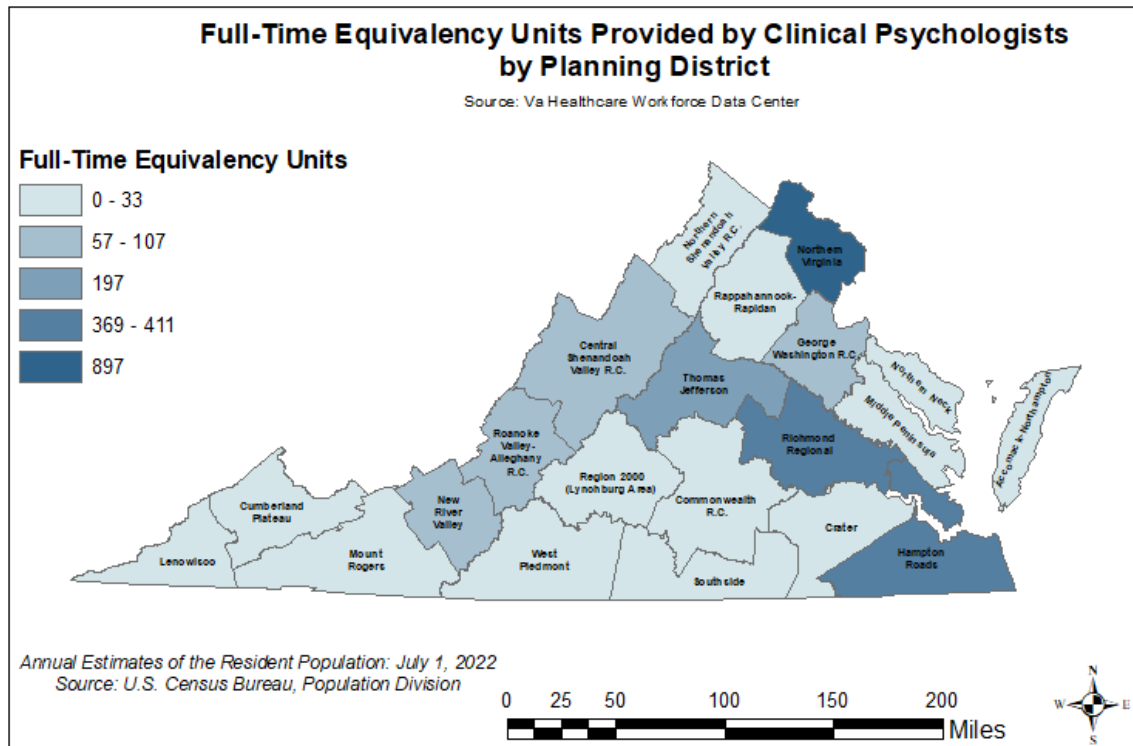 Full-Time Equivalency Units Provided by Clinical Psychologists
by Planning District
Source: Va Healthcare Workforce Data Center
Full-Time Equivalency Units
0 - 33
57 - 107
197
369 - 411
897
Northern
Shenandoah
Valley R.C.
Northern
Virginia
Rappahannock-
Rapidan
Central
Shenandoah
Valley R.C.
George
Washington R.C.
Thomas
Jefferson
Northern Neck
Middle Peninsula
Accomack-Northampton
Roanoke
Valley-
Alleghany
R.C.
Richmond
Regional
Region 2000
(Lynchburg Area)
Commonwealth
R.C.
New
River
Valley
Cumberland
Plateau
Crater
Lenowisco
Mount
Rogers
West
Piedmont
Southside
Hampton
Roads
Annual Estimates of the Resident Population: July 1, 2022
Source: U.S. Census Bureau, Population Division
0 25 50 100 150 200
Miles
N
W E
S